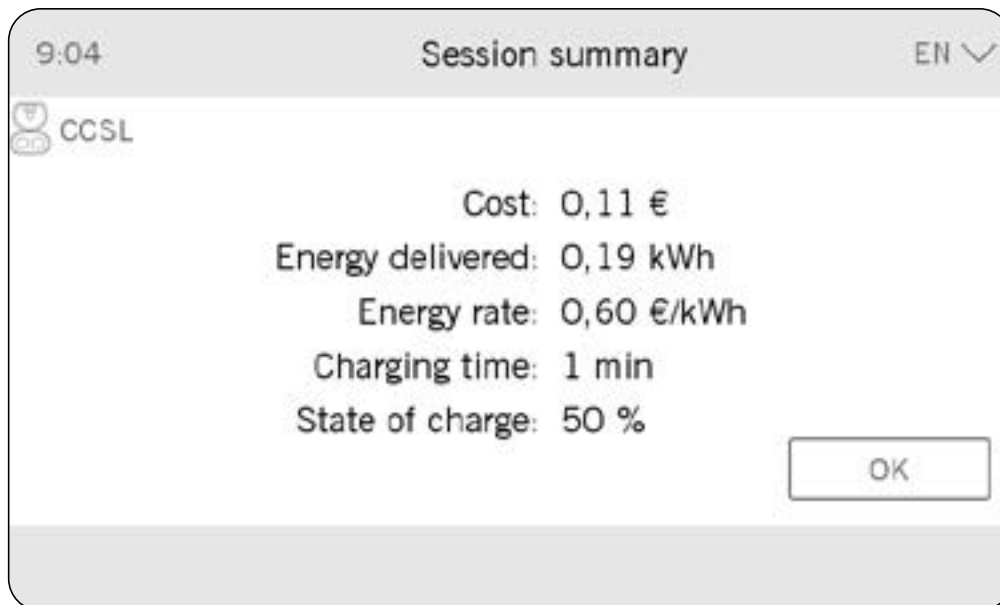 9:04 Session summary EN
CCSL
Cost: 0,11 €
Energy delivered: 0,19 kWh
Energy rate: 0,60 €/kWh
Charging time: 1 min
State of charge: 50 %
OK